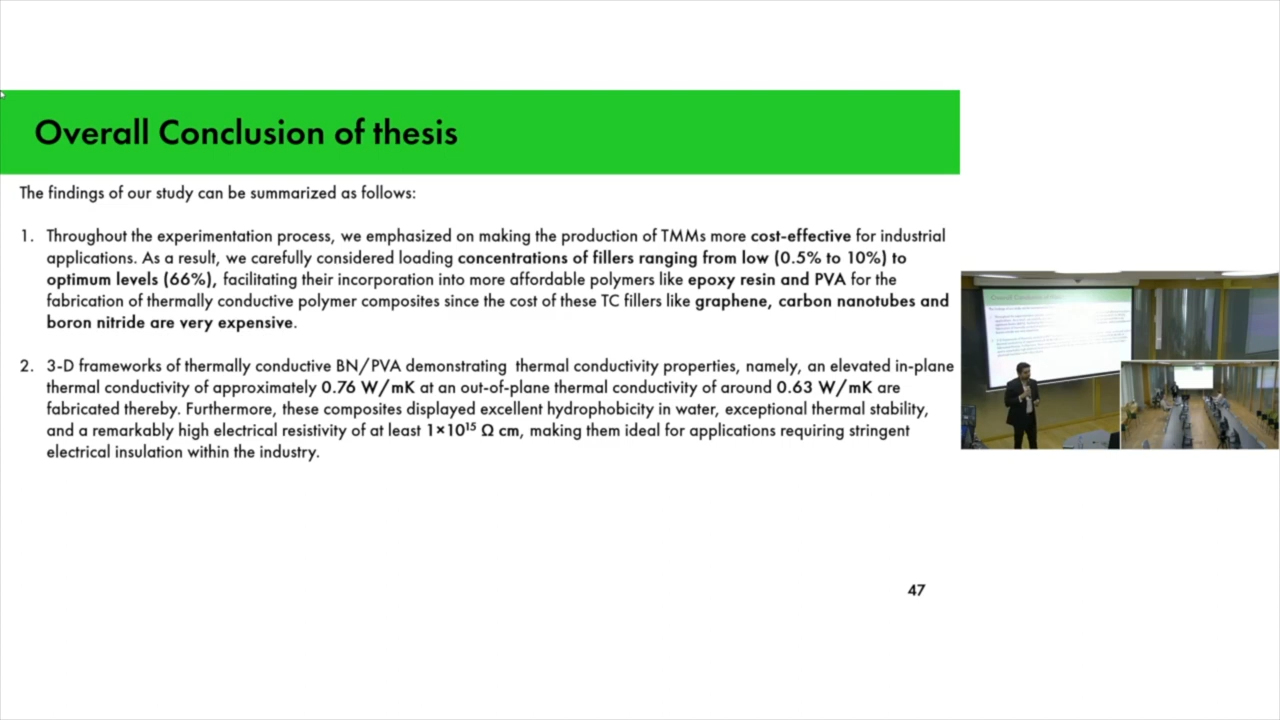 Overall Conclusion of thesis
The findings of our study can be summarized as follows:
1. Throughout the experimentation process, we emphasized on making the production of TMMs more cost-effective for industrial
applications. As a result, we carefully considered loading concentrations of fillers ranging from low (0.5% to 10%) to
optimum levels (66%), facilitating their incorporation into more affordable polymers like epoxy resin and PVA for the
fabrication of thermally conductive polymer composites since the cost of these TC fillers like graphene, carbon nanotubes and
boron nitride are very expensive.
2. 3-D frameworks of thermally conductive BN/PVA demonstrating thermal conductivity properties, namely, an elevated in-plane
thermal conductivity of approximately 0.76 W/mK at an out-of-plane thermal conductivity of around 0.63 W/mK are
fabricated thereby. Furthermore, these composites displayed excellent hydrophobicity in water, exceptional thermal stability,
and a remarkably high electrical resistivity of at least 1×10¹⁵ Ω cm, making them ideal for applications requiring stringent
electrical insulation within the industry.
47